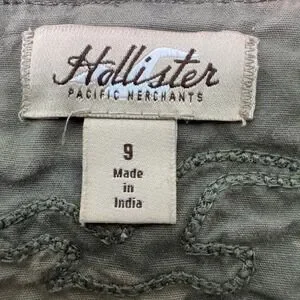 Hollister
PACIFIC MERCHANTS
9
Made
in
India